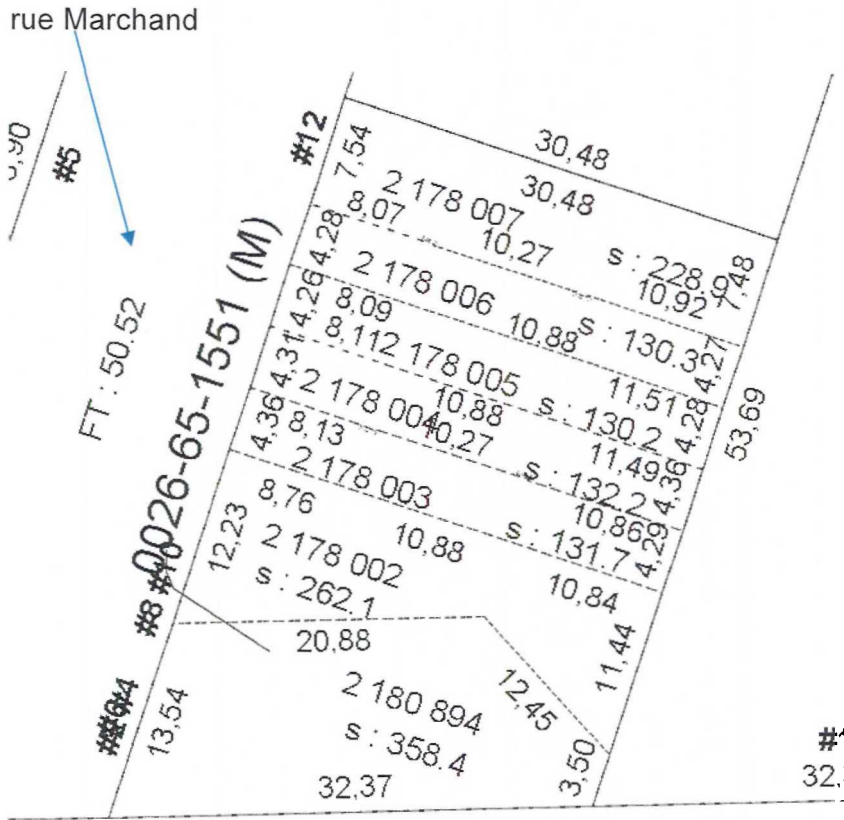 rue Marchand
#5
#12
30,48
7,54
30,48
2 178 007
8,07
10,27
s : 228.9
7,48
10,92
4,28
2 178 006
8,09
10,88
s : 130.3
4,27
11,51
4,26
8,11
2 178 005
10,88
s : 130.2
4,28
11,49
4,31
2 178 004
10,27
s : 132.2
4,36
10,86
4,36
8,13
2 178 003
s : 131.7
4,29
8,76
10,88
10,84
12,23
2 178 002
s : 262.1
11,44
20,88
12,45
13,54
2 180 894
s : 358.4
3,50
32,37
53,69
FT : 50.52
0026-65-1551 (M)
#8 #10
#4